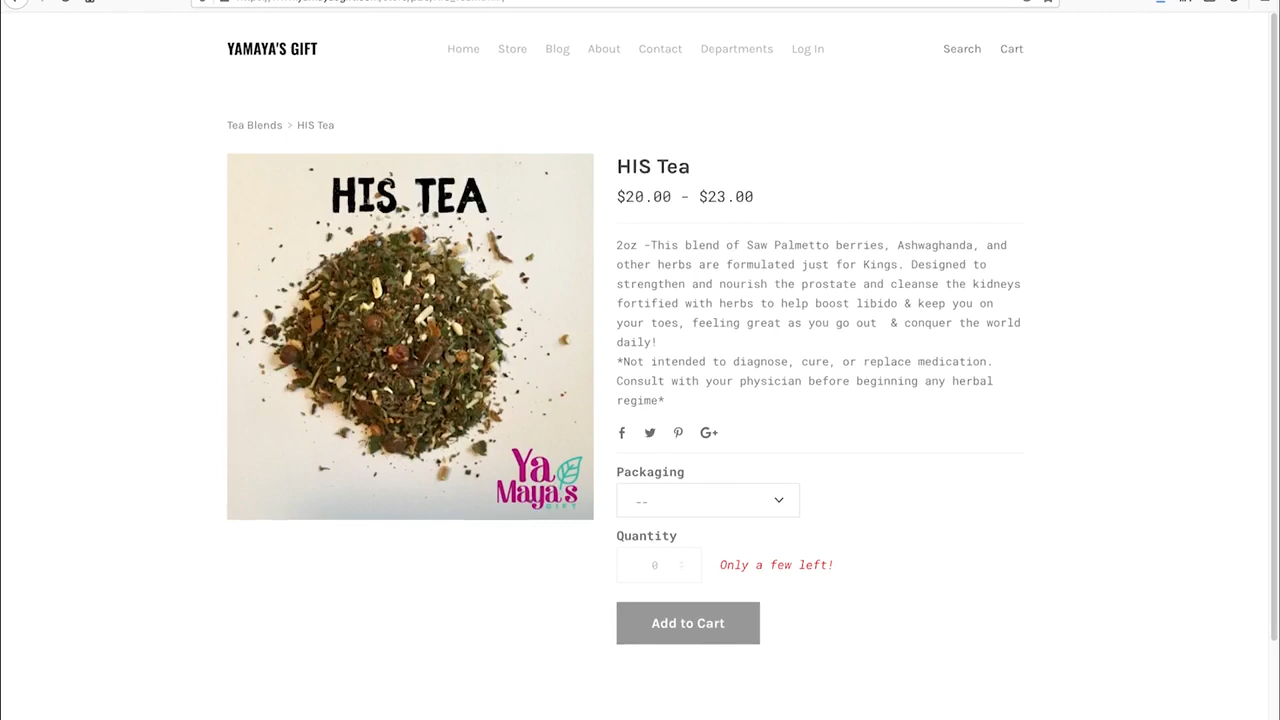 YAMAYA'S GIFT
Home Store Blog About Contact Departments Log In
Search Cart
Tea Blends > HIS Tea
HIS TEA
Ya
Maya's
GIFT
HIS Tea
$20.00 - $23.00
2oz -This blend of Saw Palmetto berries, Ashwaghanda, and
other herbs are formulated just for Kings. Designed to
strengthen and nourish the prostate and cleanse the kidneys
fortified with herbs to help boost libido & keep you on
your toes, feeling great as you go out & conquer the world
daily!
*Not intended to diagnose, cure, or replace medication.
Consult with your physician before beginning any herbal
regime*
Packaging
--
Quantity
0
Only a few left!
Add to Cart